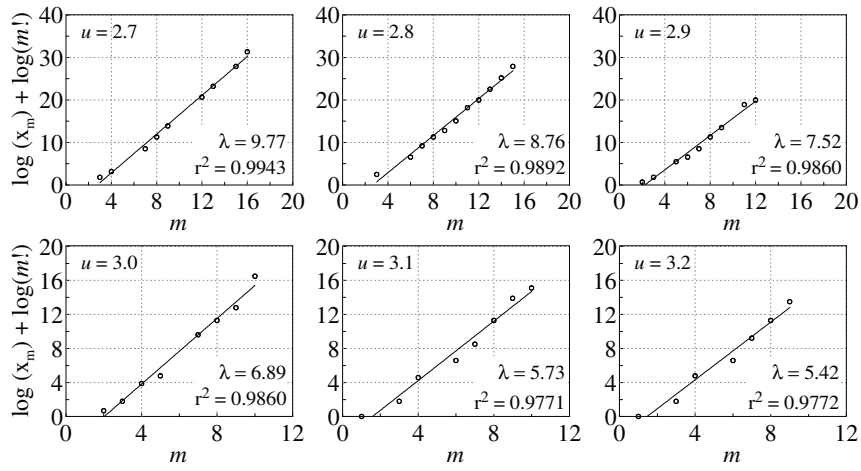 40
30
20
10
0
log (xₘ) + log(m!)
u = 2.7
λ = 9.77
r² = 0.9943
0 4 8 12 16 20
m
40
30
20
10
0
u = 2.8
λ = 8.76
r² = 0.9892
0 4 8 12 16 20
m
40
30
20
10
0
u = 2.9
λ = 7.52
r² = 0.9860
0 4 8 12 16 20
m
20
16
12
8
4
0
log (xₘ) + log(m!)
u = 3.0
λ = 6.89
r² = 0.9860
0 4 8 12
m
20
16
12
8
4
0
u = 3.1
λ = 5.73
r² = 0.9771
0 4 8 12
m
20
16
12
8
4
0
u = 3.2
λ = 5.42
r² = 0.9772
0 4 8 12
m